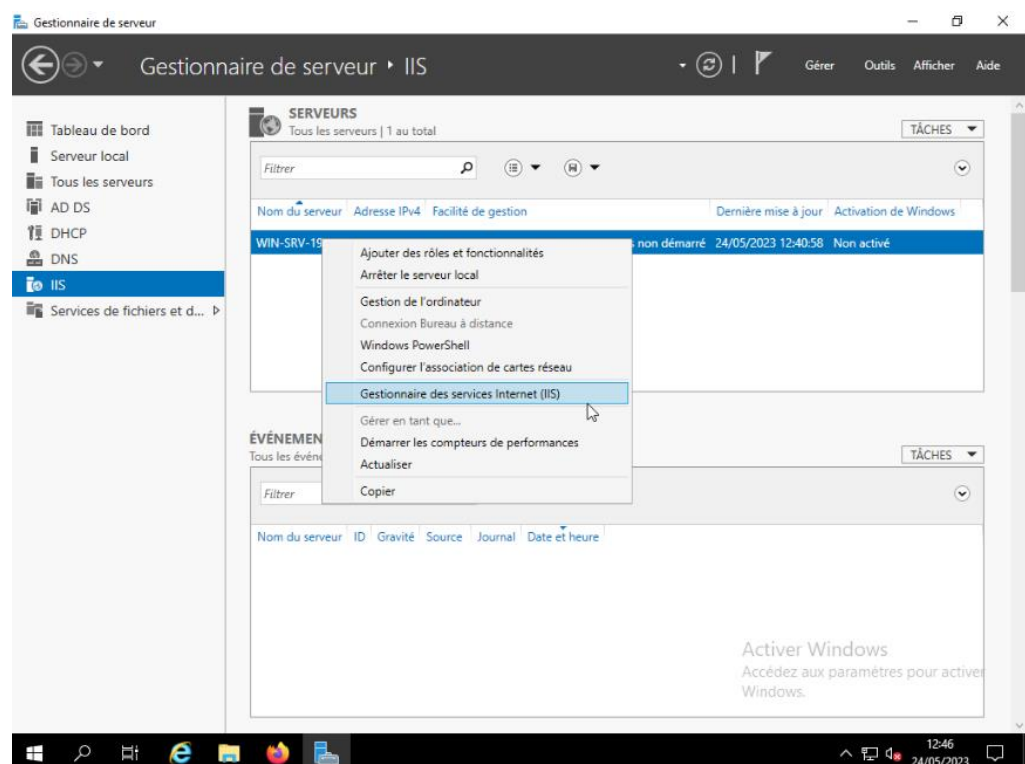 Gestionnaire de serveur
Gestionnaire de serveur ‣ IIS
Gérer Outils Afficher Aide
Tableau de bord
Serveur local
Tous les serveurs
AD DS
DHCP
DNS
IIS
Services de fichiers et d...
SERVEURS
Tous les serveurs | 1 au total
TÂCHES
Filtrer
Nom du serveur Adresse IPv4 Facilité de gestion Dernière mise à jour Activation de Windows
WIN-SRV-19 non démarré 24/05/2023 12:40:58 Non activé
Ajouter des rôles et fonctionnalités
Arrêter le serveur local
Gestion de l'ordinateur
Connexion Bureau à distance
Windows PowerShell
Configurer l'association de cartes réseau
Gestionnaire des services Internet (IIS)
Gérer en tant que...
Démarrer les compteurs de performances
Actualiser
Copier
ÉVÉNEMEN
Tous les évén
TÂCHES
Filtrer
Nom du serveur ID Gravité Source Journal Date et heure
Activer Windows
Accédez aux paramètres pour activer
Windows.
12:46
24/05/2023